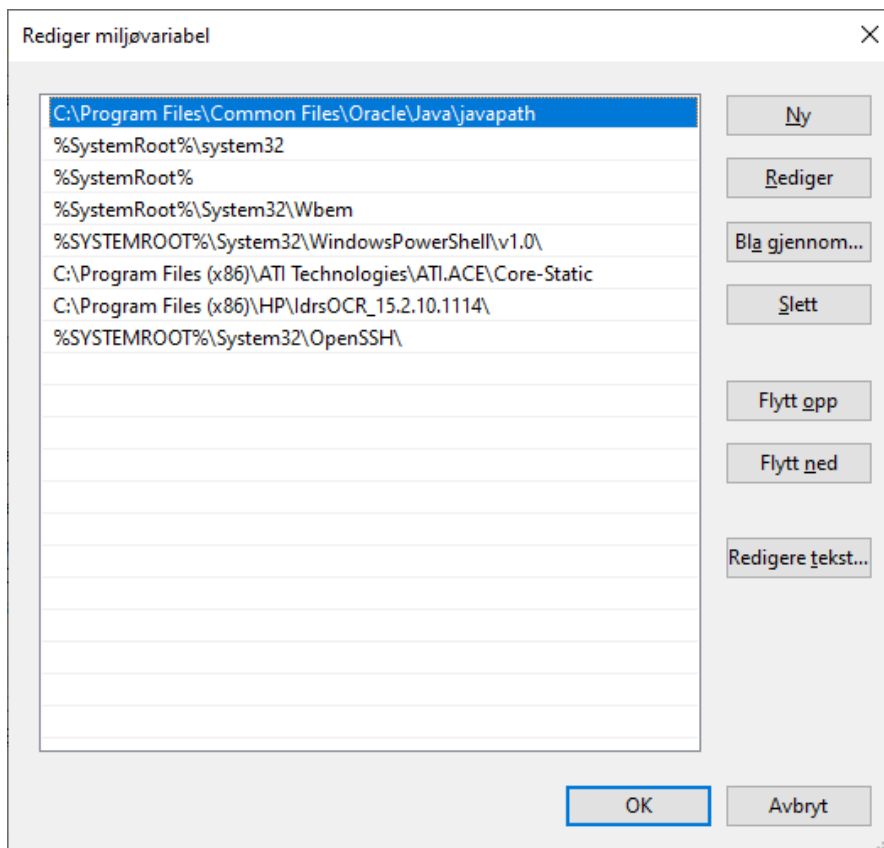 Rediger miljøvariabel
C:\Program Files\Common Files\Oracle\Java\javapath
%SystemRoot%\system32
%SystemRoot%
%SystemRoot%\System32\Wbem
%SYSTEMROOT%\System32\WindowsPowerShell\v1.0\
C:\Program Files (x86)\ATI Technologies\ATI.ACE\Core-Static
C:\Program Files (x86)\HP\IdrsOCR_15.2.10.1114\
%SYSTEMROOT%\System32\OpenSSH\
Ny
Rediger
Bla gjennom...
Slett
Flytt opp
Flytt ned
Redigere tekst...
OK
Avbryt